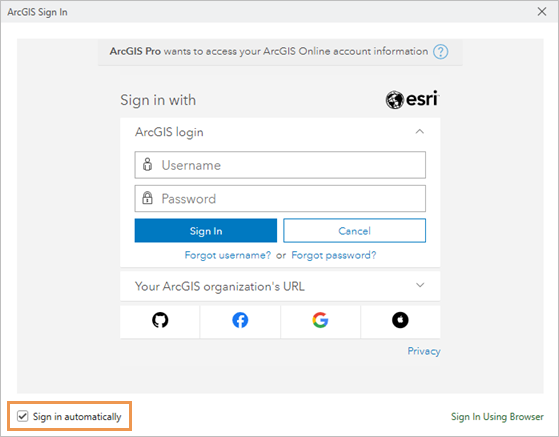 ArcGIS Sign In
ArcGIS Pro wants to access your ArcGIS Online account information ?
Sign in with esri
ArcGIS login
Username
Password
Sign In Cancel
Forgot username? or Forgot password?
Your ArcGIS organization's URL
Privacy
Sign in automatically Sign In Using Browser